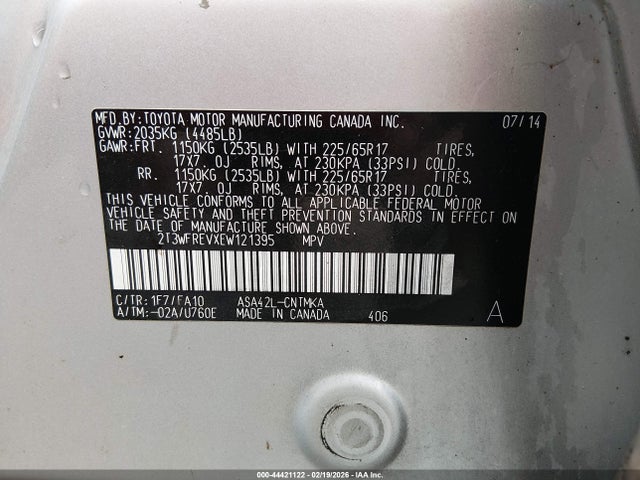 MFD.BY:TOYOTA MOTOR MANUFACTURING CANADA INC. 07/14
GVWR:2035KG (4485LB)
GAWR:FRT. 1150KG (2535LB) WITH 225/65R17 TIRES,
17X7. 0J RIMS, AT 230KPA (33PSI) COLD.
RR. 1150KG (2535LB) WITH 225/65R17 TIRES,
17X7. 0J RIMS, AT 230KPA (33PSI) COLD.
THIS VEHICLE CONFORMS TO ALL APPLICABLE FEDERAL MOTOR
VEHICLE SAFETY AND THEFT PREVENTION STANDARDS IN EFFECT ON
THE DATE OF MANUFACTURE SHOWN ABOVE.
2T3WFREVXEW121395 MPV
C/TR: 1F7/FA10 ASA42L-CNTMKA
A/TM:-02A/U760E MADE IN CANADA 406 A
000-44421122 - 02/19/2026 - IAA Inc.